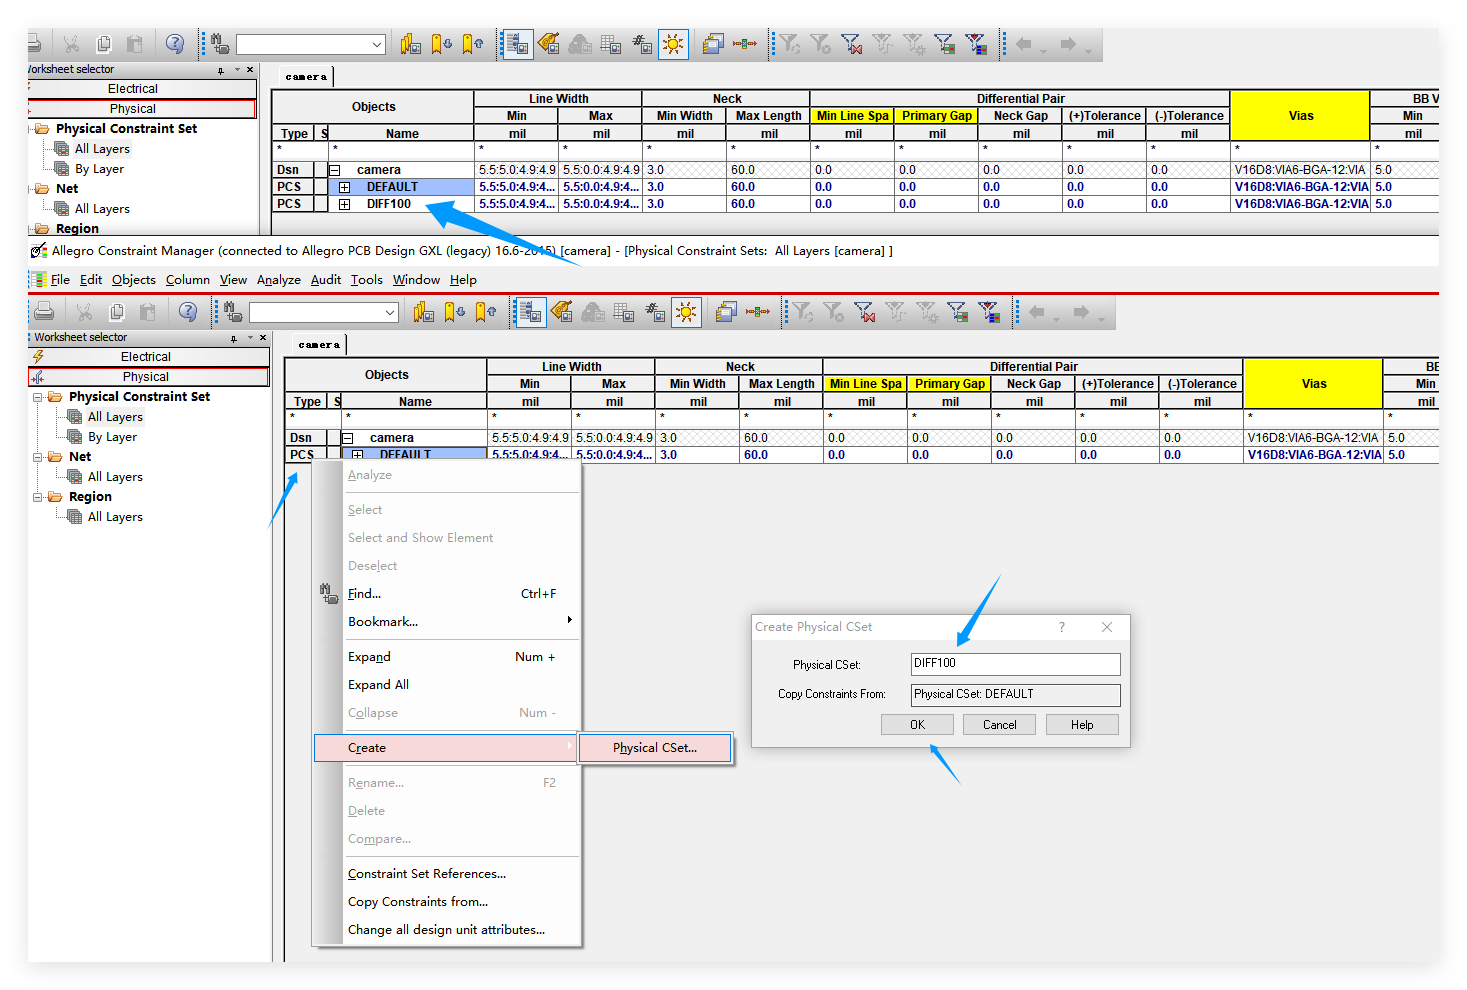 Worksheet selector
Electrical
Physical
Physical Constraint Set
All Layers
By Layer
Net
All Layers
Region
camera
Objects Line Width Neck Differential Pair Vias BB V
Min Max Min Width Max Length Min Line Spa Primary Gap Neck Gap (+)Tolerance (-)Tolerance Min
Type S Name mil mil mil mil mil mil mil mil mil mil
* * * * * * * * * * * * *
Dsn camera 5.5:5.0:4.9:4.9 5.5:0.0:4.9:4.9 3.0 60.0 0.0 0.0 0.0 0.0 0.0 V16D8:VIA6-BGA-12:VIA 5.0
PCS DEFAULT 5.5:5.0:4.9:4... 5.5:5.0:4.9:4... 3.0 60.0 0.0 0.0 0.0 0.0 0.0 V16D8:VIA6-BGA-12:VIA 5.0
PCS DIFF100 5.5:5.0:4.9:4... 5.5:5.0:4.9:4... 3.0 60.0 0.0 0.0 0.0 0.0 0.0 V16D8:VIA6-BGA-12:VIA 5.0
Allegro Constraint Manager (connected to Allegro PCB Design GXL (legacy) 16.6-2015) [camera] - [Physical Constraint Sets: All Layers [camera] ]
File Edit Objects Column View Analyze Audit Tools Window Help
Worksheet selector
Electrical
Physical
Physical Constraint Set
All Layers
By Layer
Net
All Layers
Region
All Layers
camera
Objects Line Width Neck Differential Pair Vias BE
Min Max Min Width Max Length Min Line Spa Primary Gap Neck Gap (+)Tolerance (-)Tolerance Min
Type S Name mil mil mil mil mil mil mil mil mil mil
* * * * * * * * * * * * *
Dsn camera 5.5:5.0:4.9:4.9 5.5:0.0:4.9:4.9 3.0 60.0 0.0 0.0 0.0 0.0 0.0 V16D8:VIA6-BGA-12:VIA 5.0
PCS DEFAULT 5.5:5.0:4.9:4... 5.5:5.0:4.9:4... 3.0 60.0 0.0 0.0 0.0 0.0 0.0 V16D8:VIA6-BGA-12:VIA 5.0
Analyze
Select
Select and Show Element
Deselect
Find... Ctrl+F
Bookmark...
Expand Num +
Expand All
Collapse Num -
Create
Physical CSet...
Rename... F2
Delete
Compare...
Constraint Set References...
Copy Constraints from...
Change all design unit attributes...
Create Physical CSet
Physical CSet: DIFF100
Copy Constraints From: Physical CSet: DEFAULT
OK Cancel Help